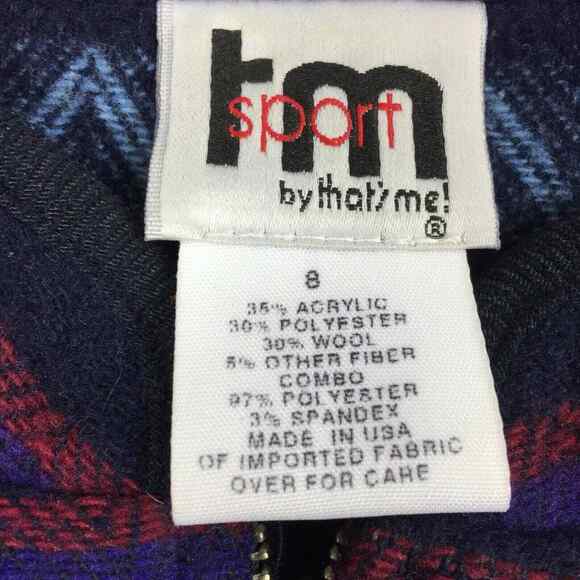 tm
sport
by that's me!
®
8
35% ACRYLIC
30% POLYESTER
30% WOOL
5% OTHER FIBER
COMBO
97% POLYESTER
3% SPANDEX
MADE IN USA
OF IMPORTED FABRIC
OVER FOR CARE